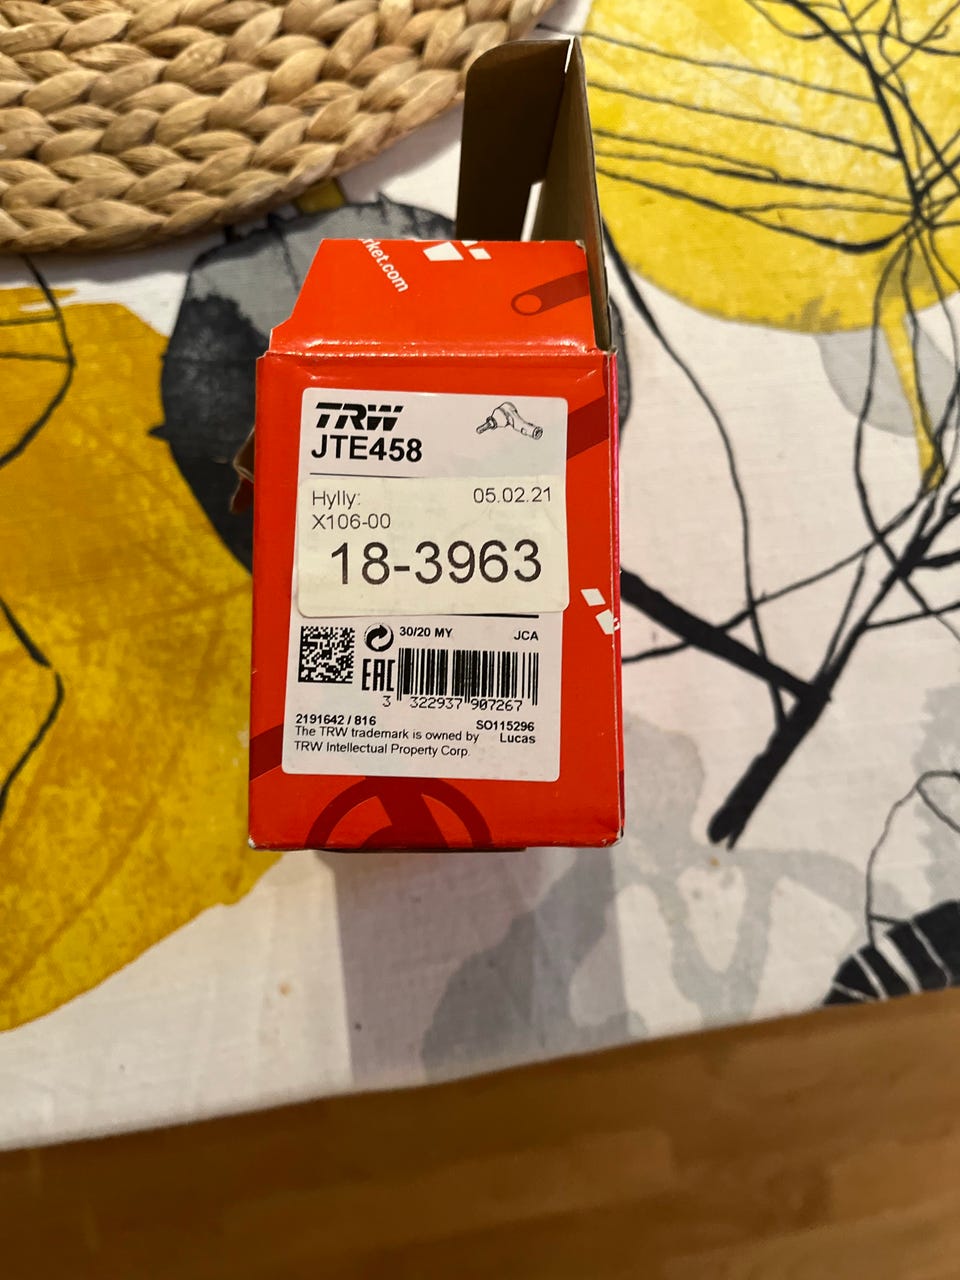 rket.com
TRW
JTE458
Hylly: 05.02.21
X106-00
18-3963
30/20 MY JCA
EAC
3 322937 907267
2191642 / 816 SO115296
The TRW trademark is owned by Lucas
TRW Intellectual Property Corp.